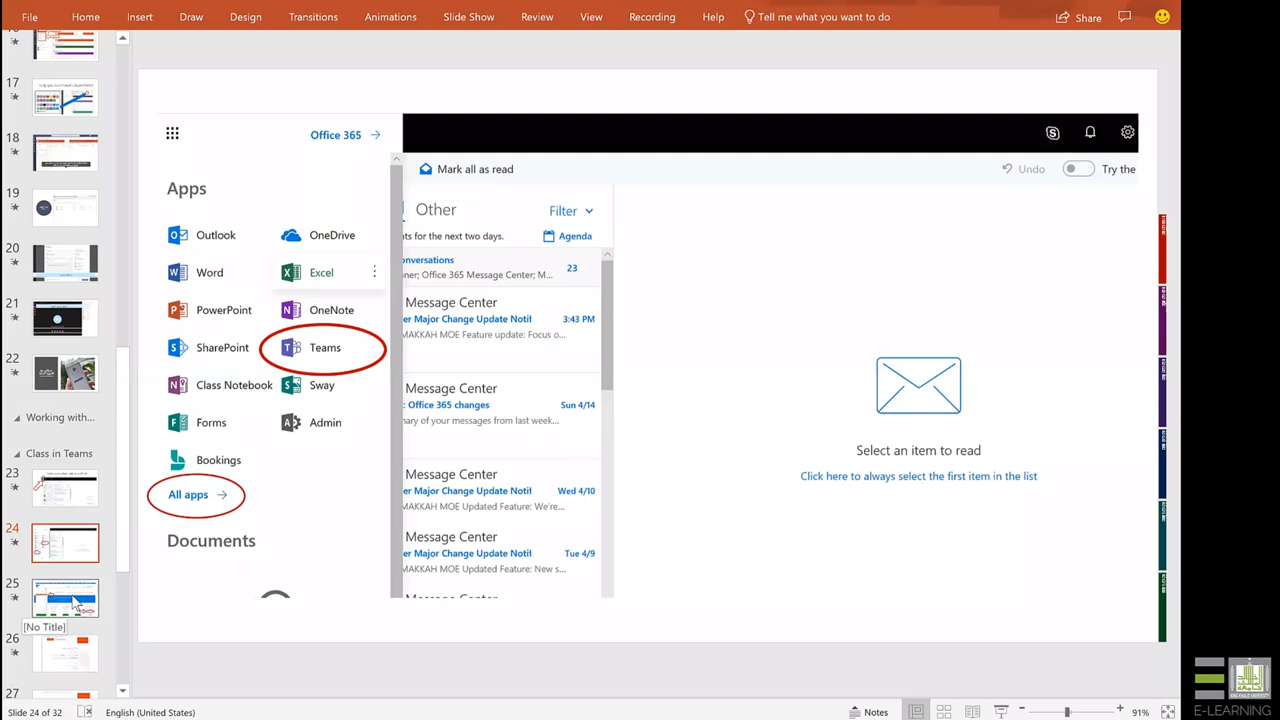 File Home Insert Draw Design Transitions Animations Slide Show Review View Recording Help Tell me what you want to do Share
17
18
19
20
21
22
Working with...
Class in Teams
23
24
25
[No Title]
26
27
Office 365
Mark all as read
Undo
Try the
Apps
Outlook
OneDrive
Word
Excel
PowerPoint
OneNote
SharePoint
Teams
Class Notebook
Sway
Forms
Admin
Bookings
All apps
Documents
Other
Filter
nts for the next two days.
Agenda
onversations
ner; Office 365 Message Center; M...
23
Message Center
er Major Change Update Notif
3:43 PM
MAKKAH MOE Feature update: Focus o...
Message Center
: Office 365 changes
Sun 4/14
mary of your messages from last week...
Message Center
er Major Change Update Notif
Wed 4/10
MAKKAH MOE Updated Feature: We're...
Message Center
er Major Change Update Notif
Tue 4/9
MAKKAH MOE Updated Feature: New s...
Select an item to read
Click here to always select the first item in the list
Slide 24 of 32
English (United States)
Notes
91%
KING KHALID UNIVERSITY
E-LEARNING